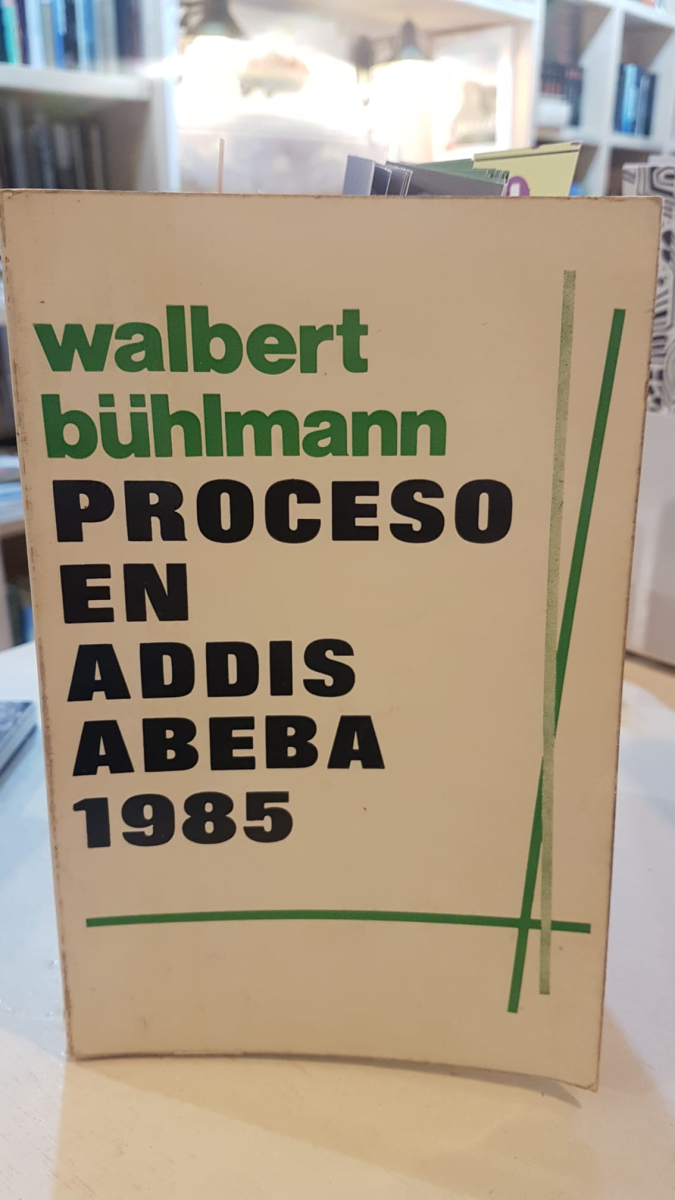 walbert
bühlmann
PROCESO
EN
ADDIS
ABEBA
1985